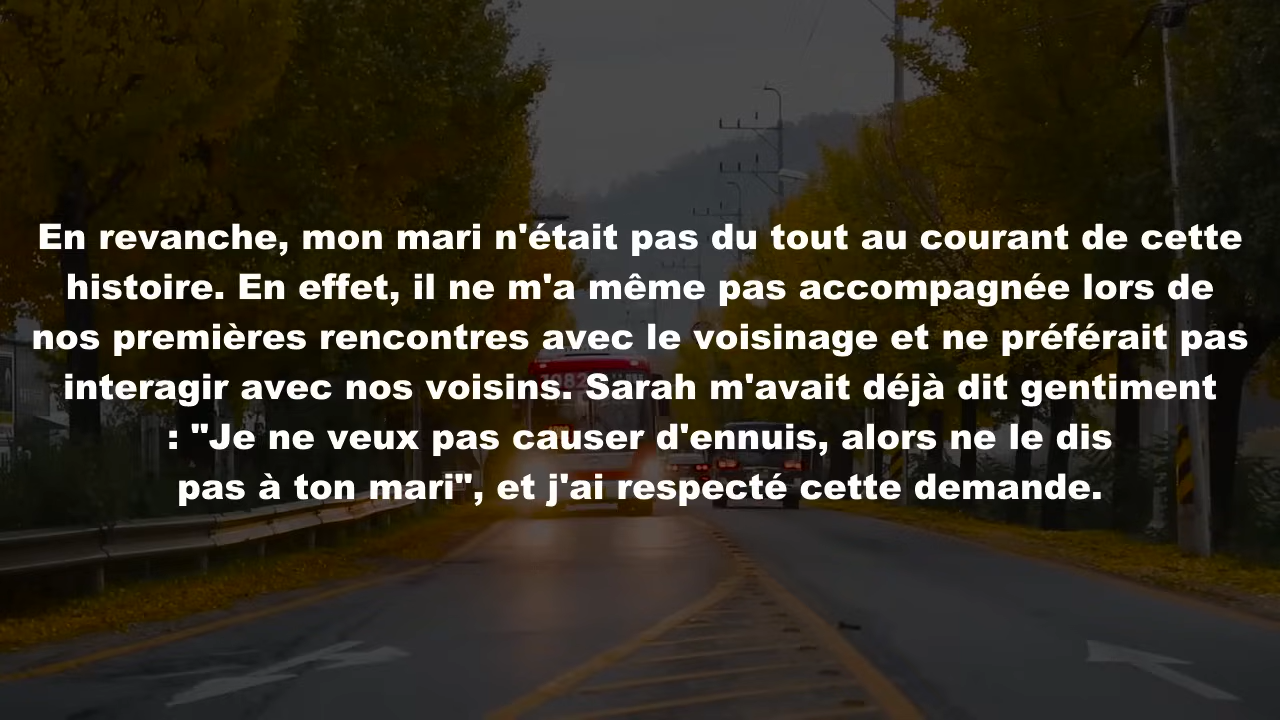 En revanche, mon mari n'était pas du tout au courant de cette
histoire. En effet, il ne m'a même pas accompagnée lors de
nos premières rencontres avec le voisinage et ne préférait pas
interagir avec nos voisins. Sarah m'avait déjà dit gentiment
: "Je ne veux pas causer d'ennuis, alors ne le dis
pas à ton mari", et j'ai respecté cette demande.